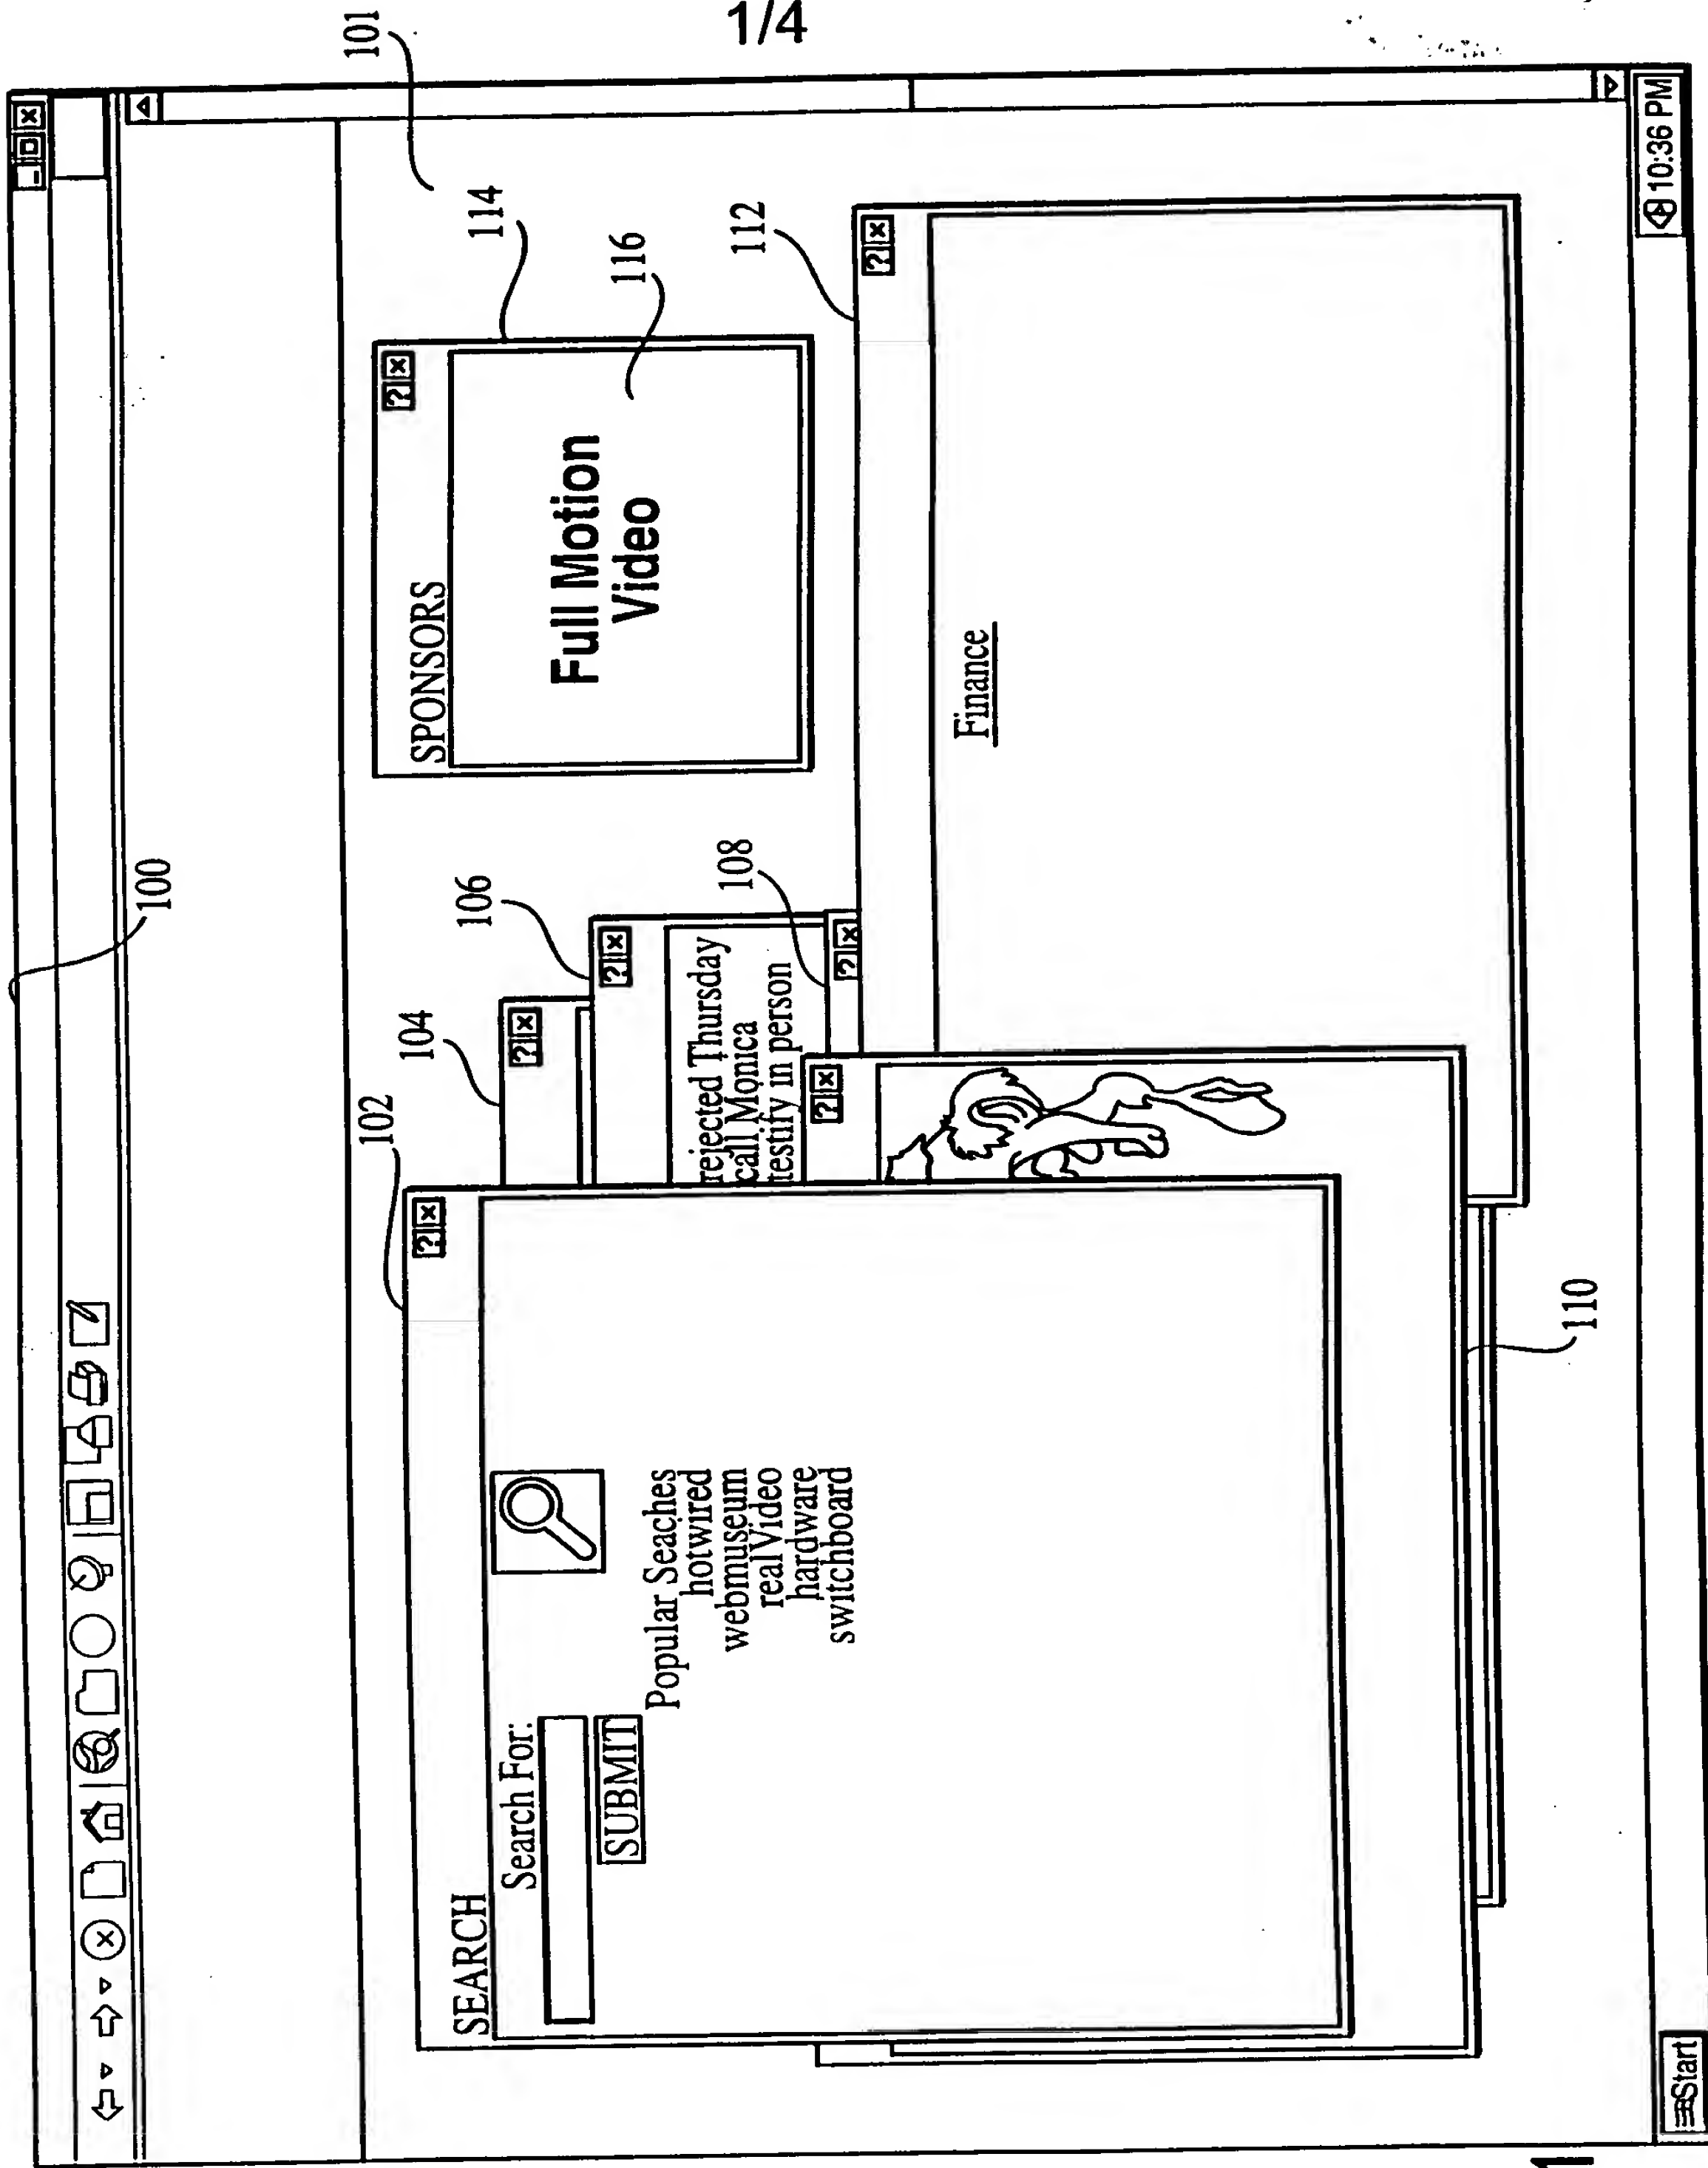 1/4
100
101
102
104
106
108
114
116
112
SPONSORS
Full Motion
Video
rejected Thursday
call Monica
testify in person
SEARCH
Search For:
SUBMIT
Popular Seaches
hotwired
webmuseum
realVideo
hardware
switchboard
Finance
110
Start
10:36 PM
1